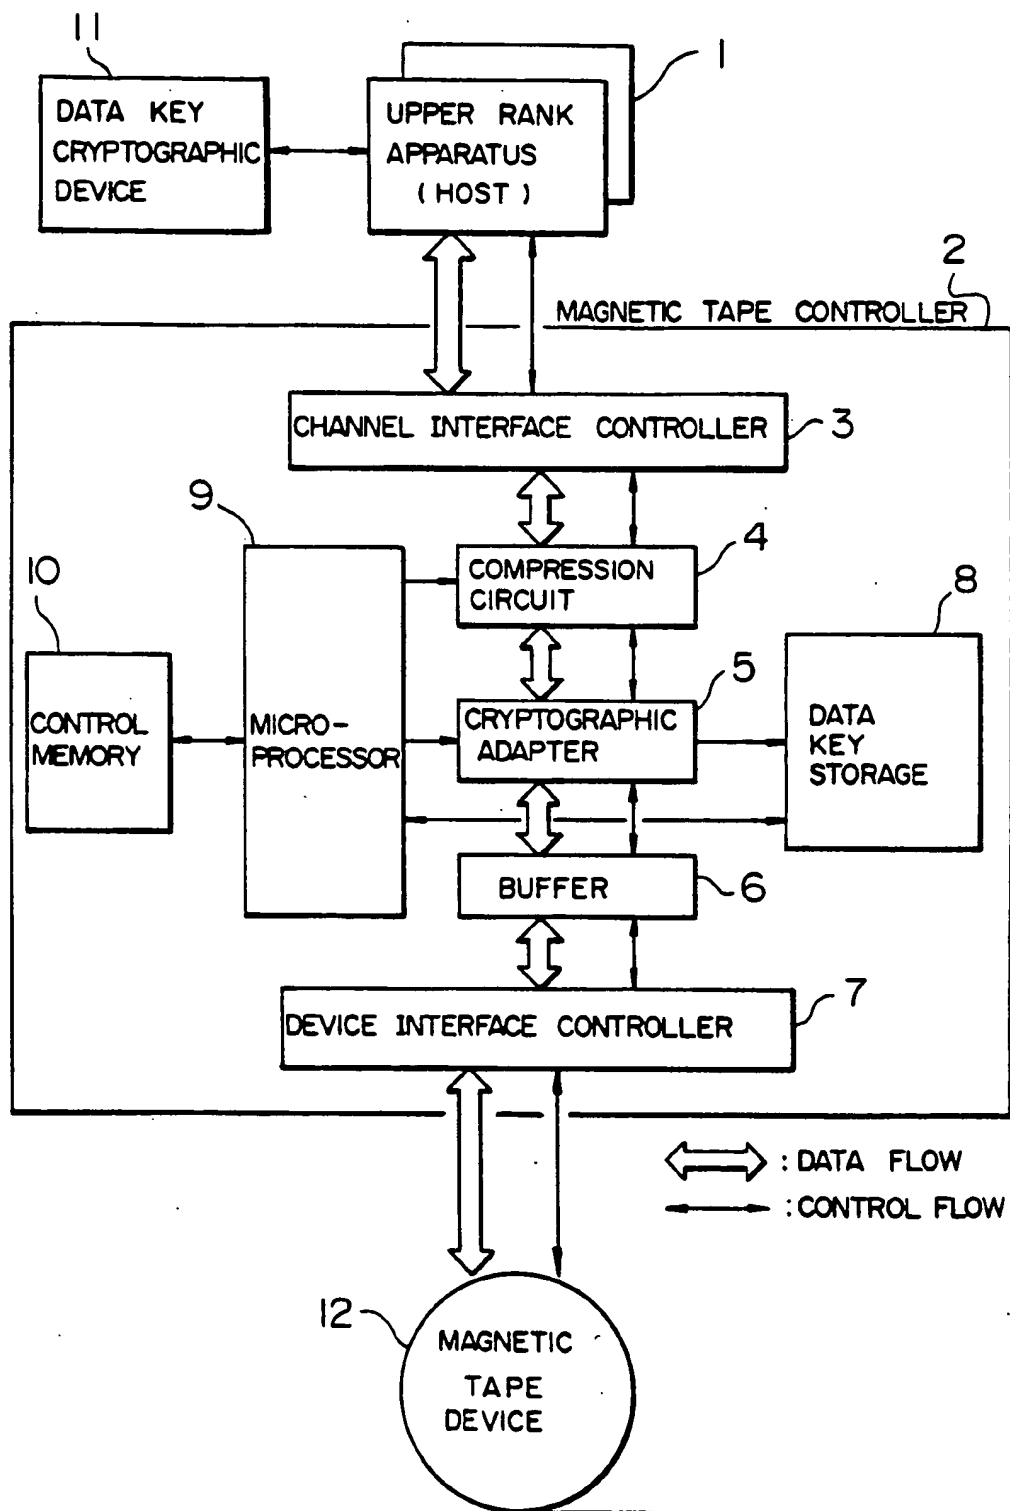 11
1
DATA KEY
CRYPTOGRAPHIC
DEVICE
UPPER RANK
APPARATUS
(HOST)
2
MAGNETIC TAPE CONTROLLER
CHANNEL INTERFACE CONTROLLER
3
9
4
COMPRESSION
CIRCUIT
10
8
5
CONTROL
MEMORY
MICRO-
PROCESSOR
CRYPTOGRAPHIC
ADAPTER
DATA
KEY
STORAGE
BUFFER
6
7
DEVICE INTERFACE CONTROLLER
: DATA FLOW
: CONTROL FLOW
12
MAGNETIC
TAPE
DEVICE